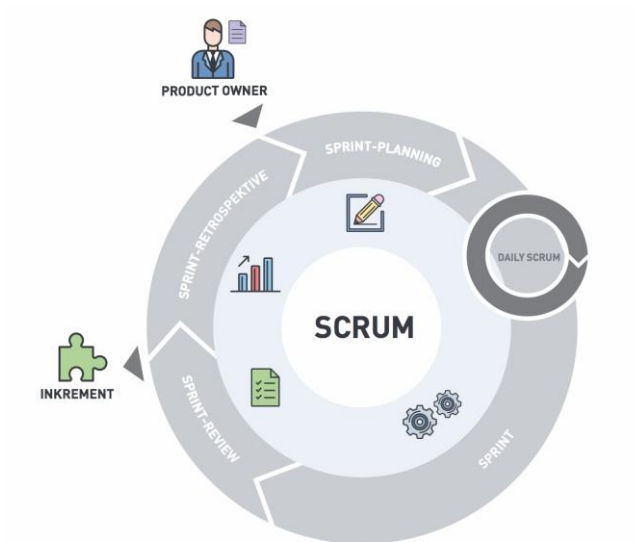 PRODUCT OWNER
SPRINT-PLANNING
SPRINT-RETROSPEKTIVE
DAILY SCRUM
SCRUM
INKREMENT
SPRINT-REVIEW
SPRINT